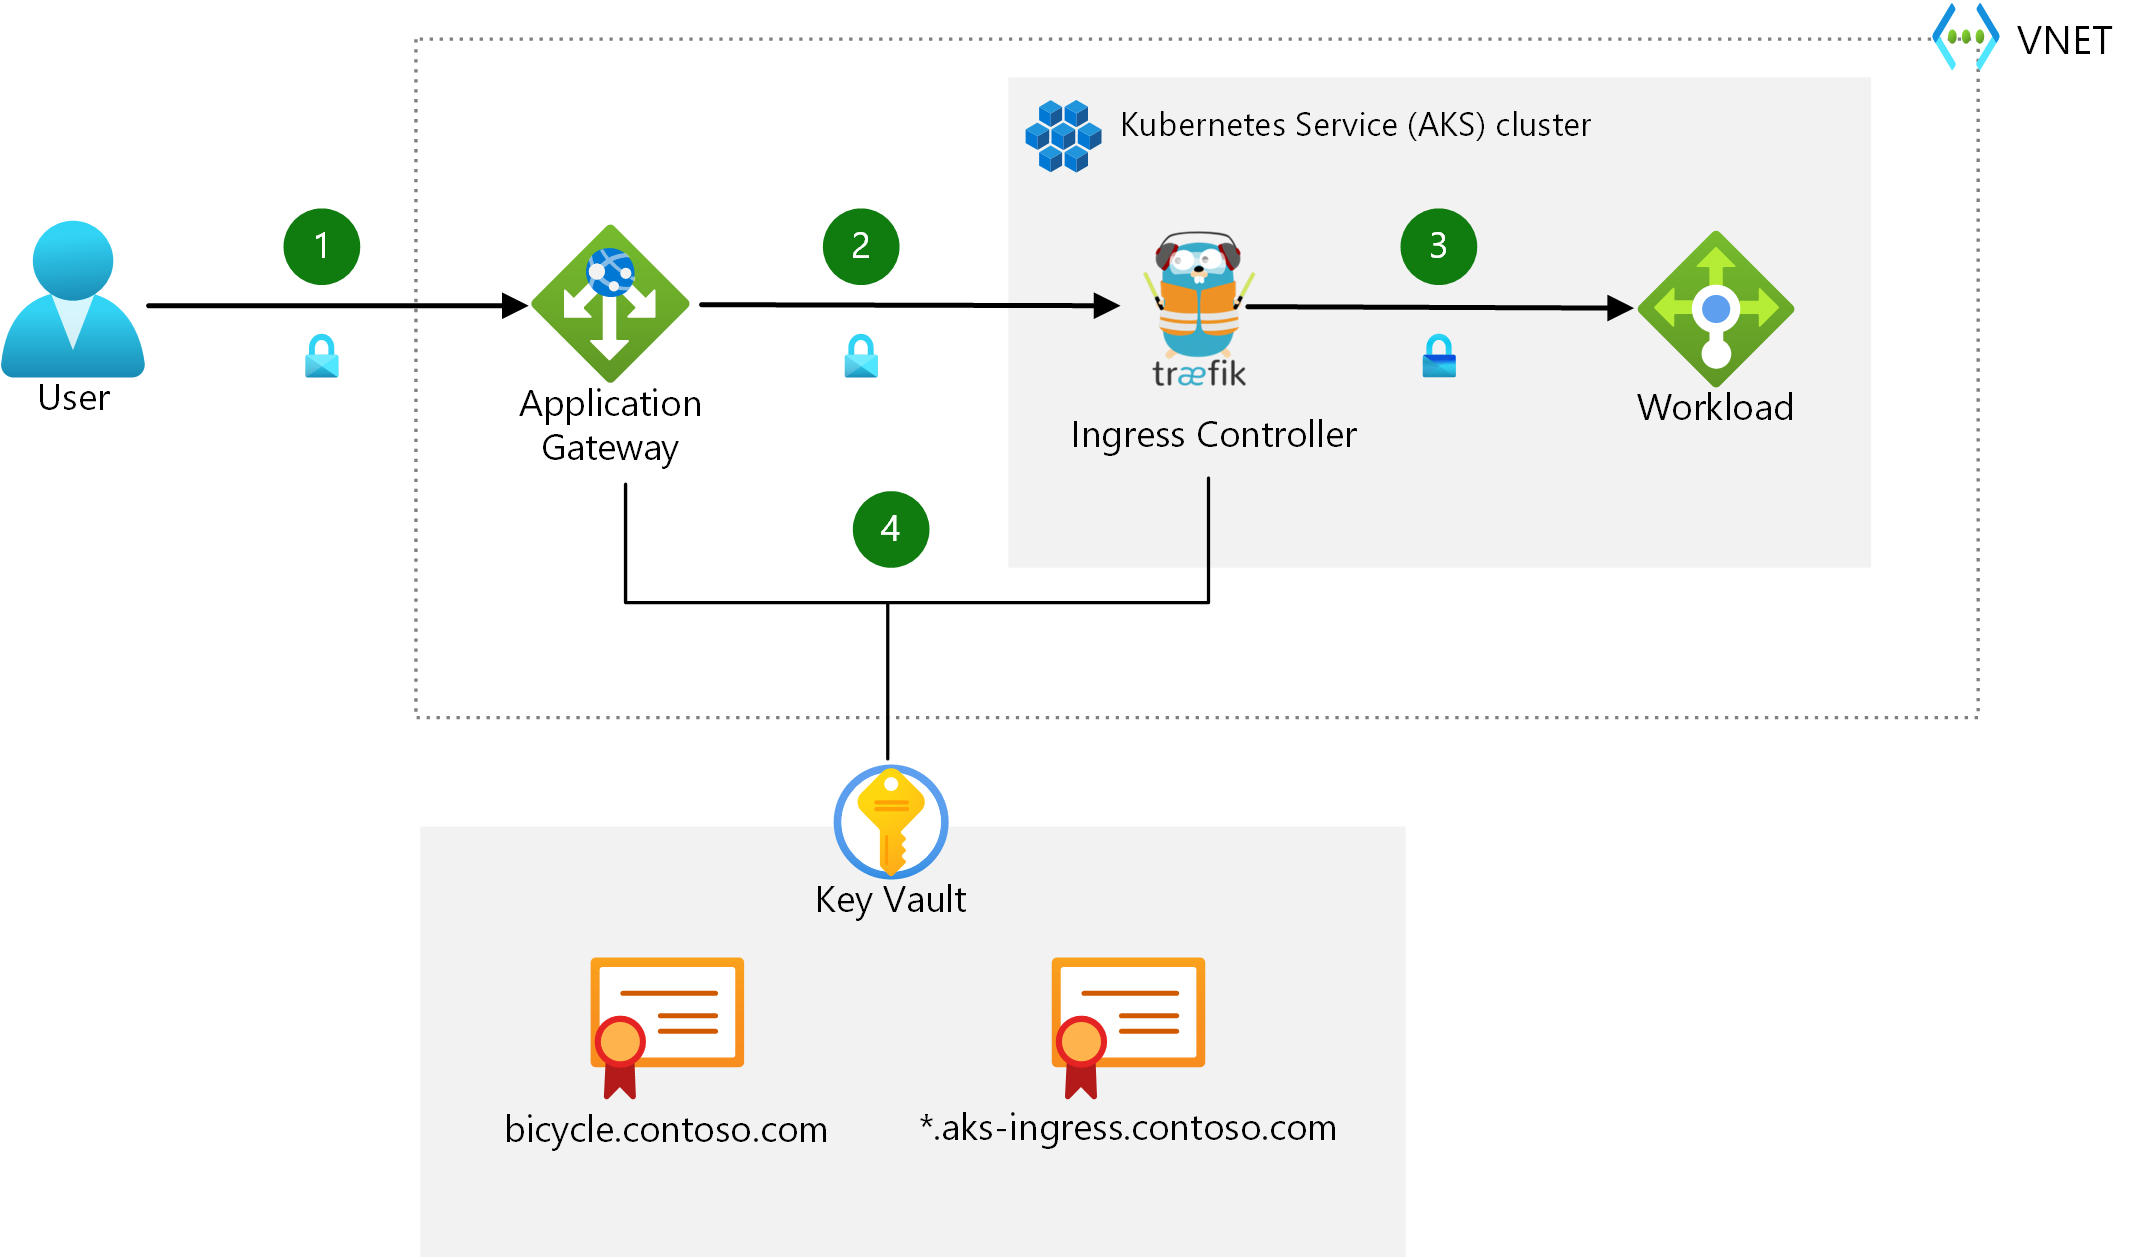 VNET
Kubernetes Service (AKS) cluster
1
2
3
User
Application
Gateway
træfik
Ingress Controller
Workload
4
Key Vault
bicycle.contoso.com
*.aks-ingress.contoso.com